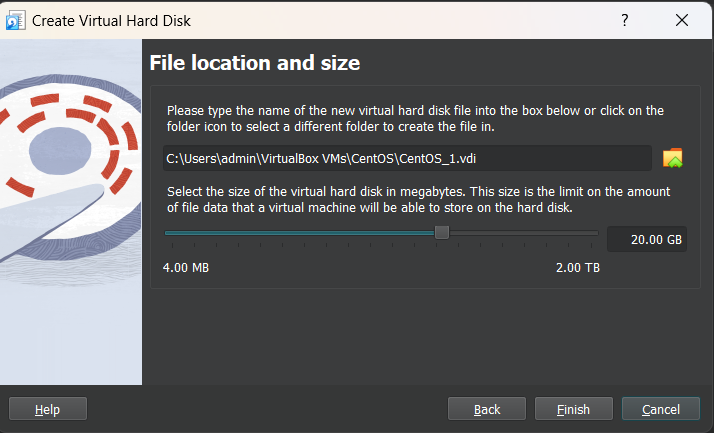 Create Virtual Hard Disk
?
File location and size
Please type the name of the new virtual hard disk file into the box below or click on the
folder icon to select a different folder to create the file in.
C:\Users\admin\VirtualBox VMs\CentOS\CentOS_1.vdi
Select the size of the virtual hard disk in megabytes. This size is the limit on the amount
of file data that a virtual machine will be able to store on the hard disk.
20.00 GB
4.00 MB 2.00 TB
Help Back Finish Cancel